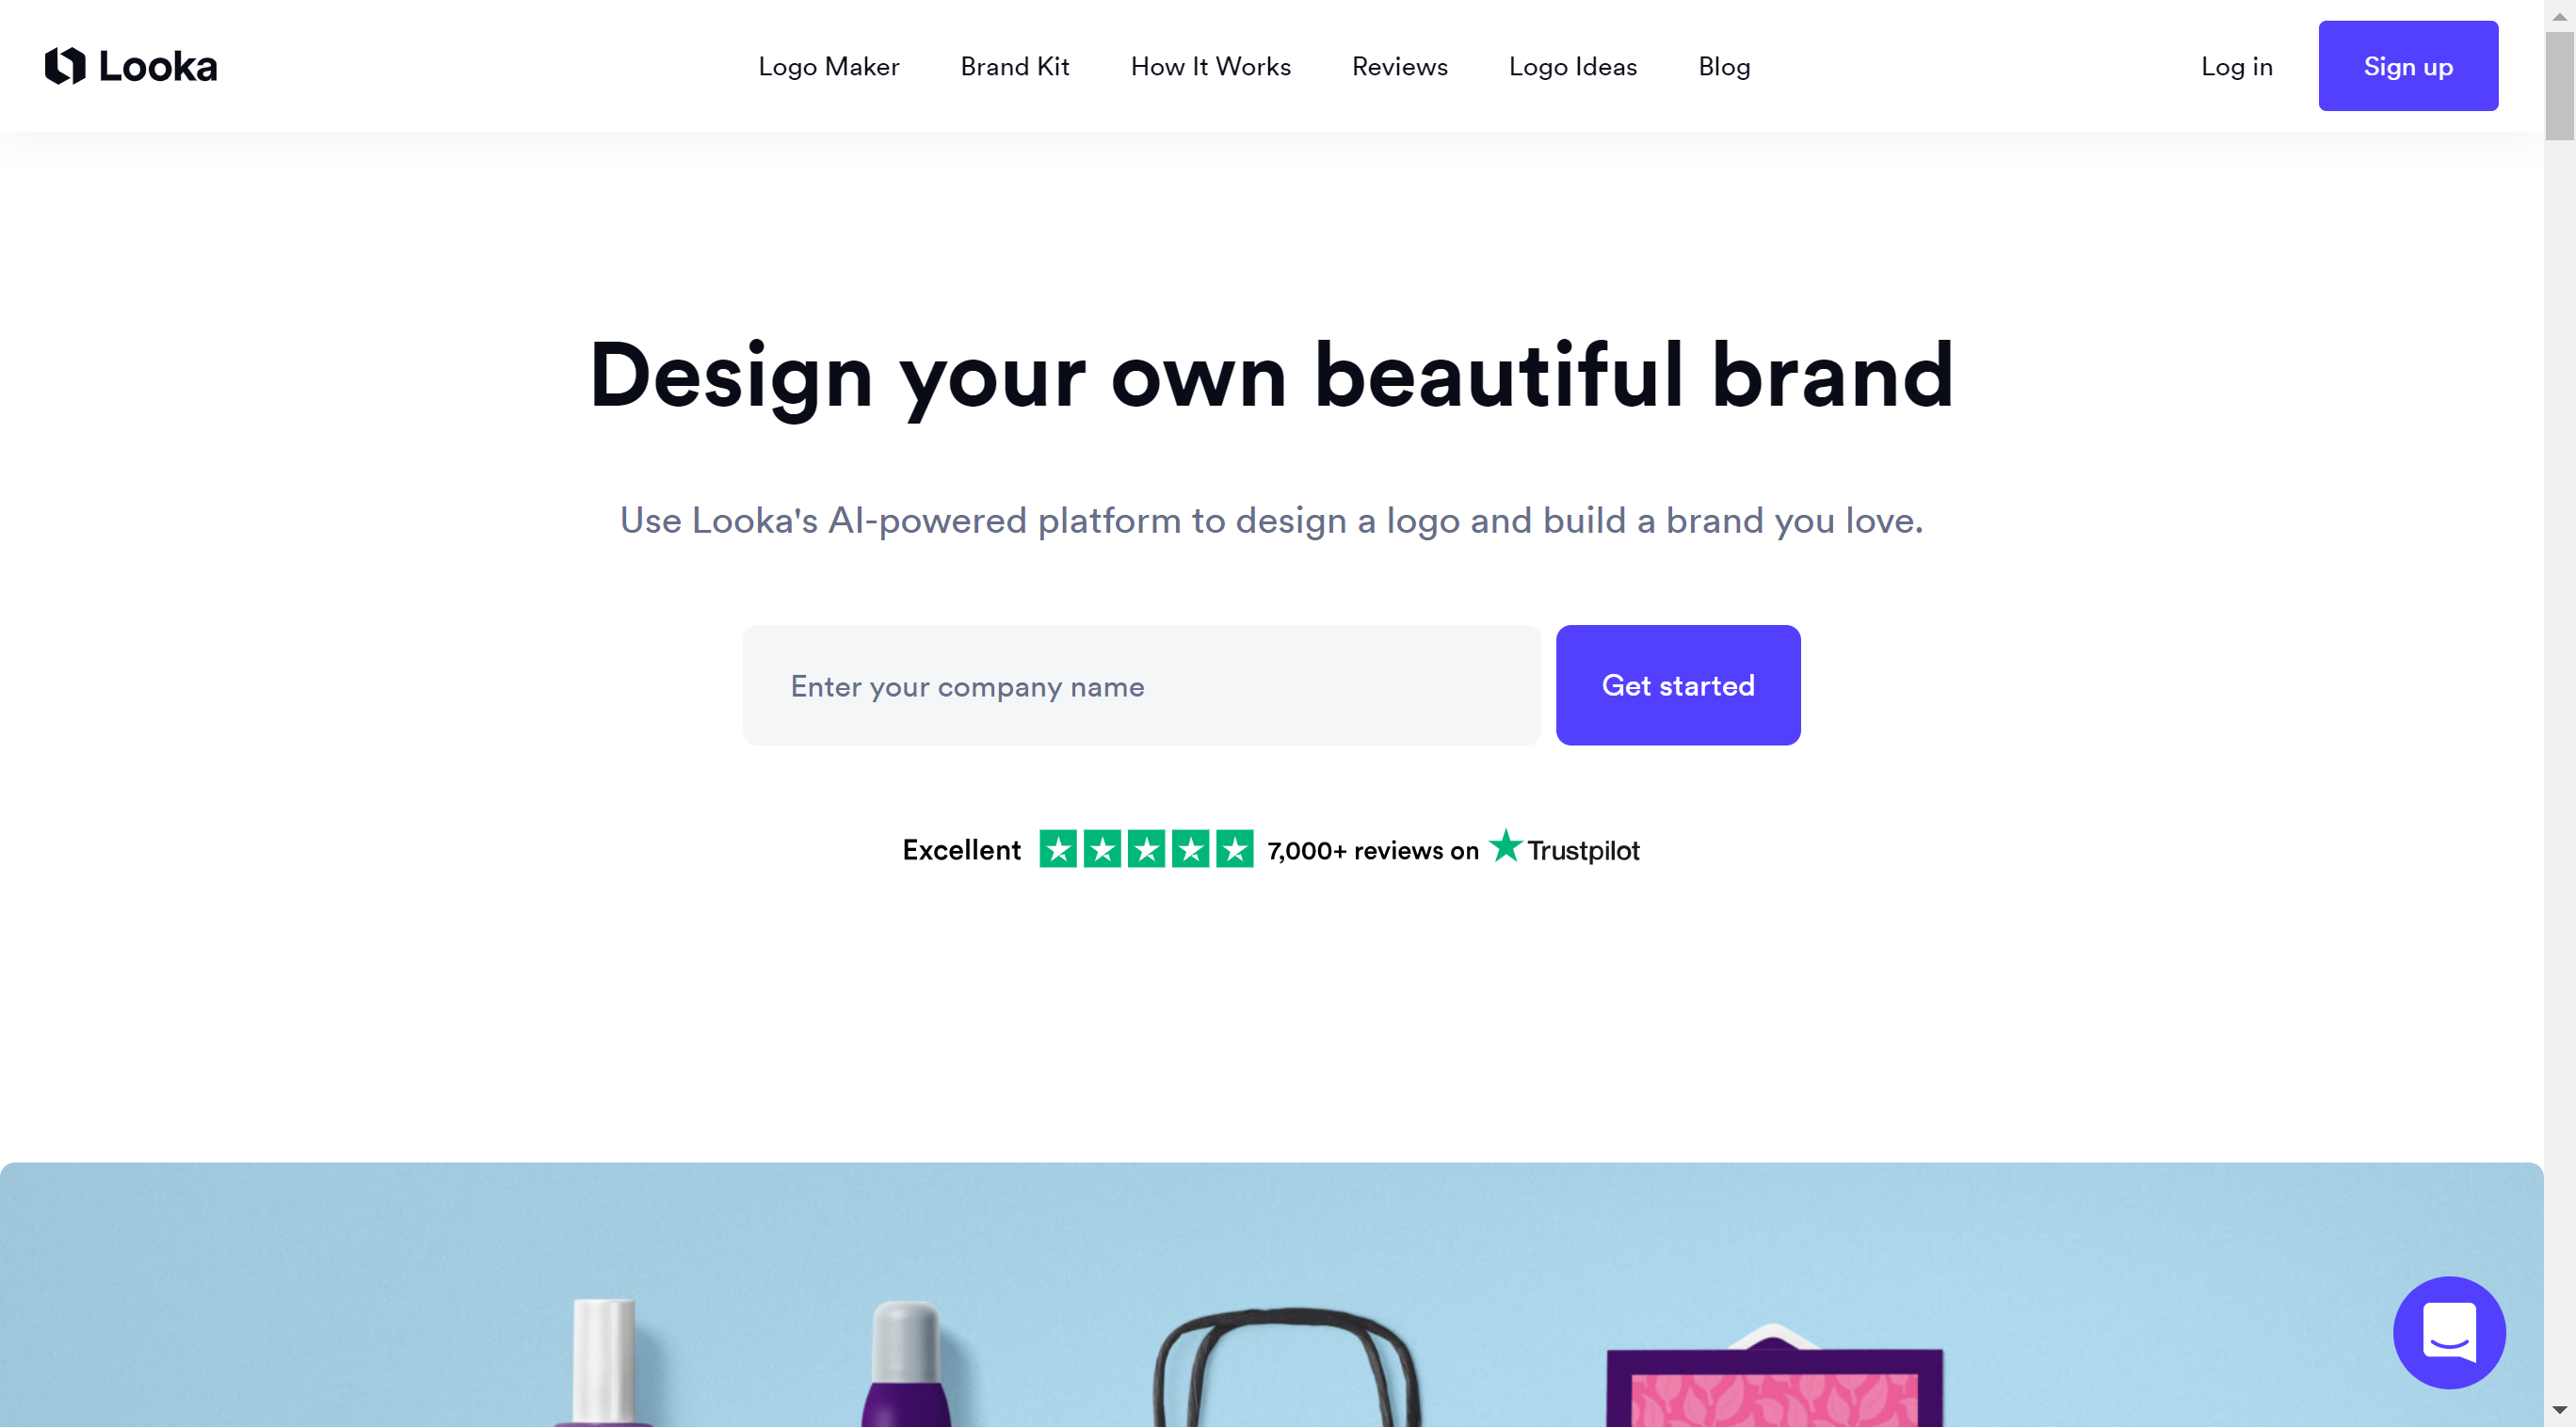 Looka
Logo Maker
Brand Kit
How It Works
Reviews
Logo Ideas
Blog
Log in
Sign up
Design your own beautiful brand
Use Looka's AI-powered platform to design a logo and build a brand you love.
Enter your company name
Get started
Excellent 7,000+ reviews on Trustpilot